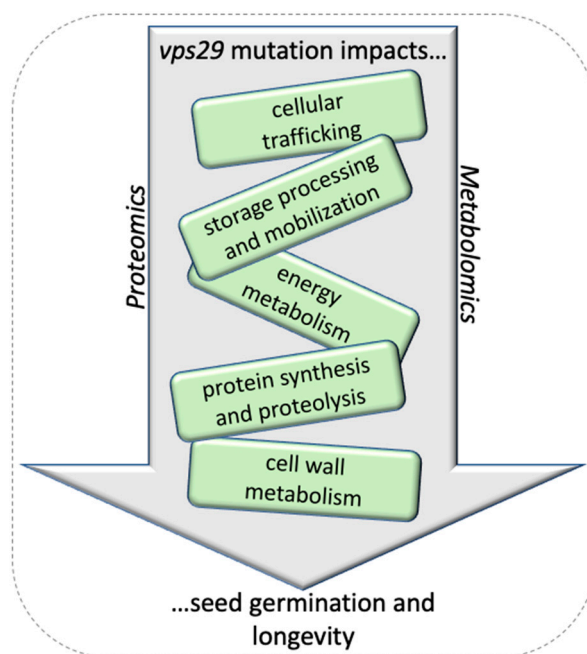 vps29 mutation impacts...
cellular
trafficking
storage processing
and mobilization
energy
metabolism
protein synthesis
and proteolysis
cell wall
metabolism
Proteomics
Metabolomics
...seed germination and
longevity